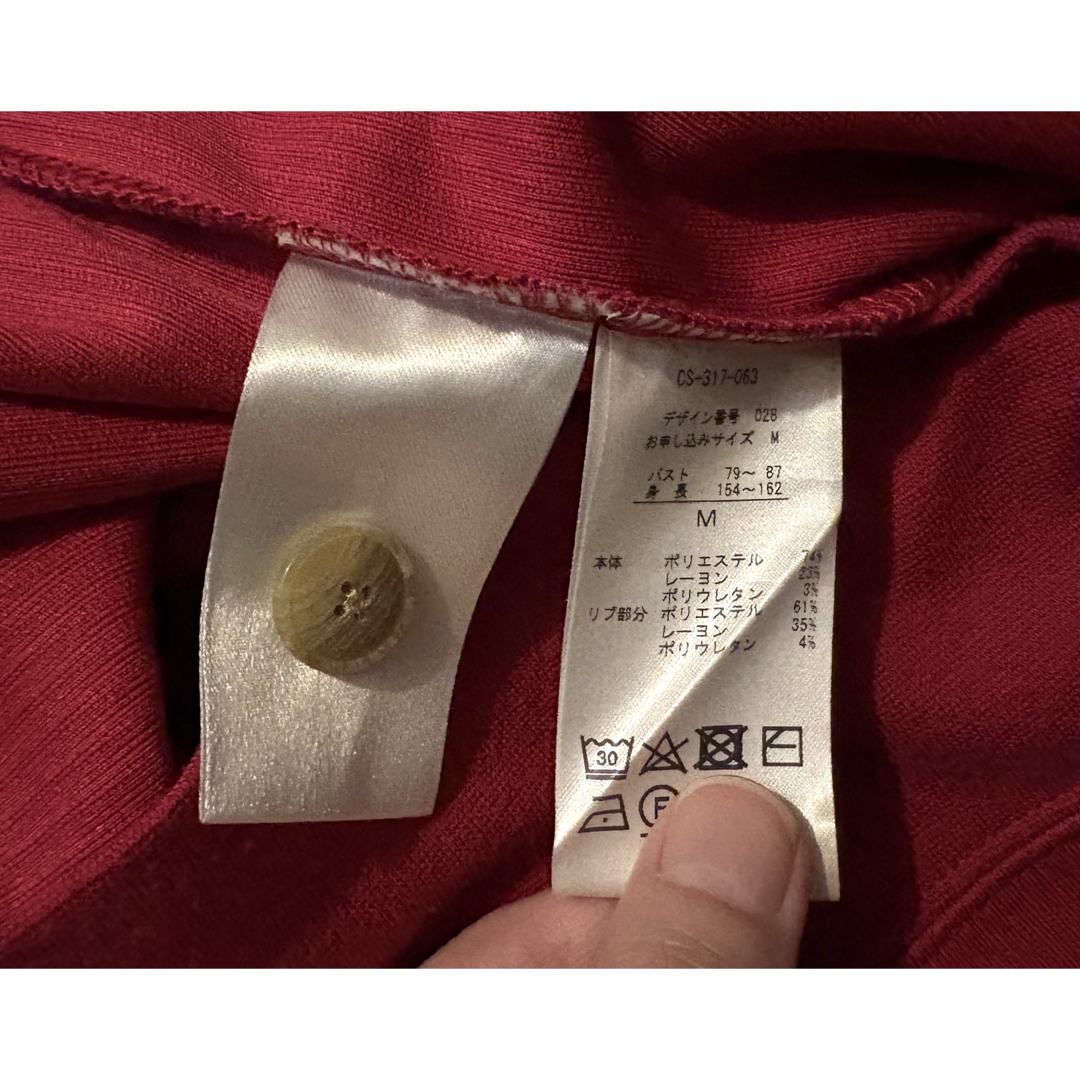 CS-317-063
デザイン番号 028
お申し込みサイズ M
バスト 79～ 87
身 長 154～162
M
本体 ポリエステル 74%
レーヨン 23%
ポリウレタン 3%
リブ部分 ポリエステル 61%
レーヨン 35%
ポリウレタン 4%
30
F